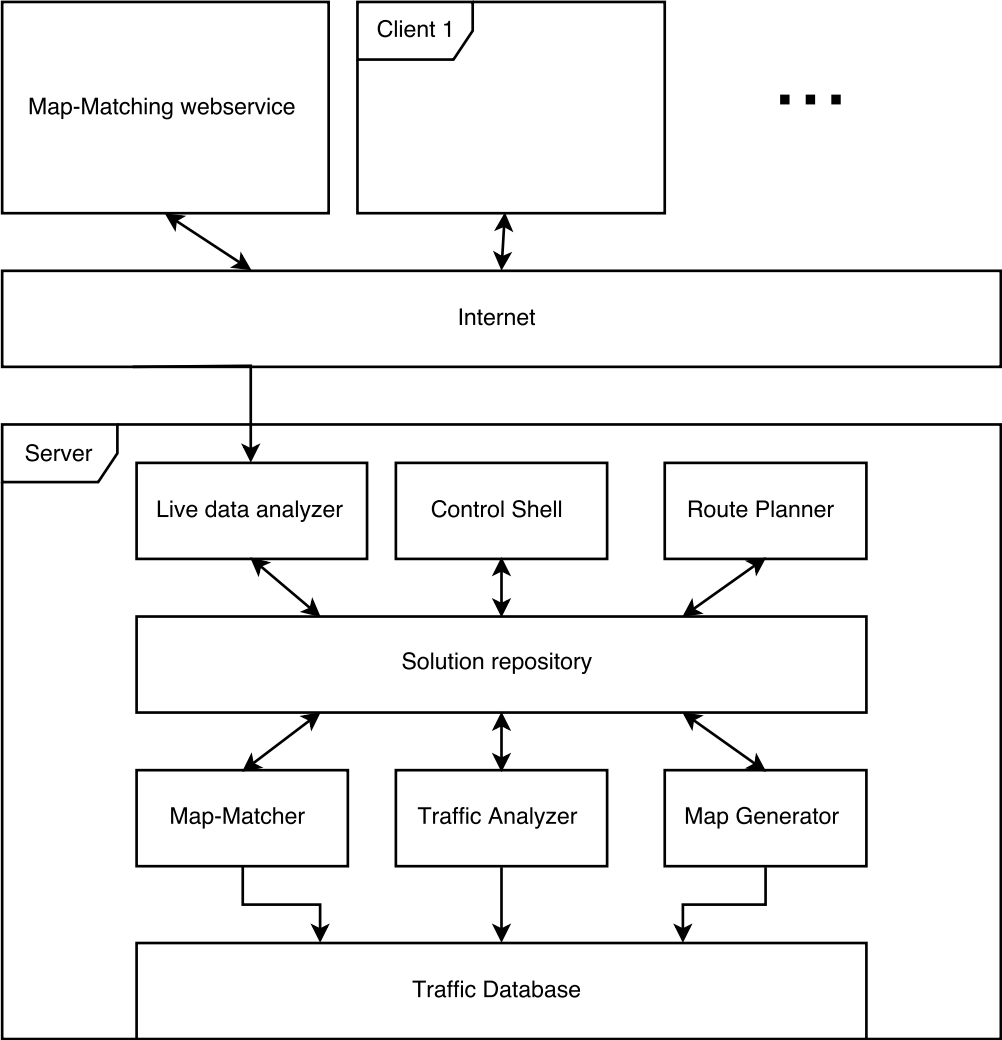 Map-Matching webservice
Client 1
...
Internet
Server
Live data analyzer
Control Shell
Route Planner
Solution repository
Map-Matcher
Traffic Analyzer
Map Generator
Traffic Database